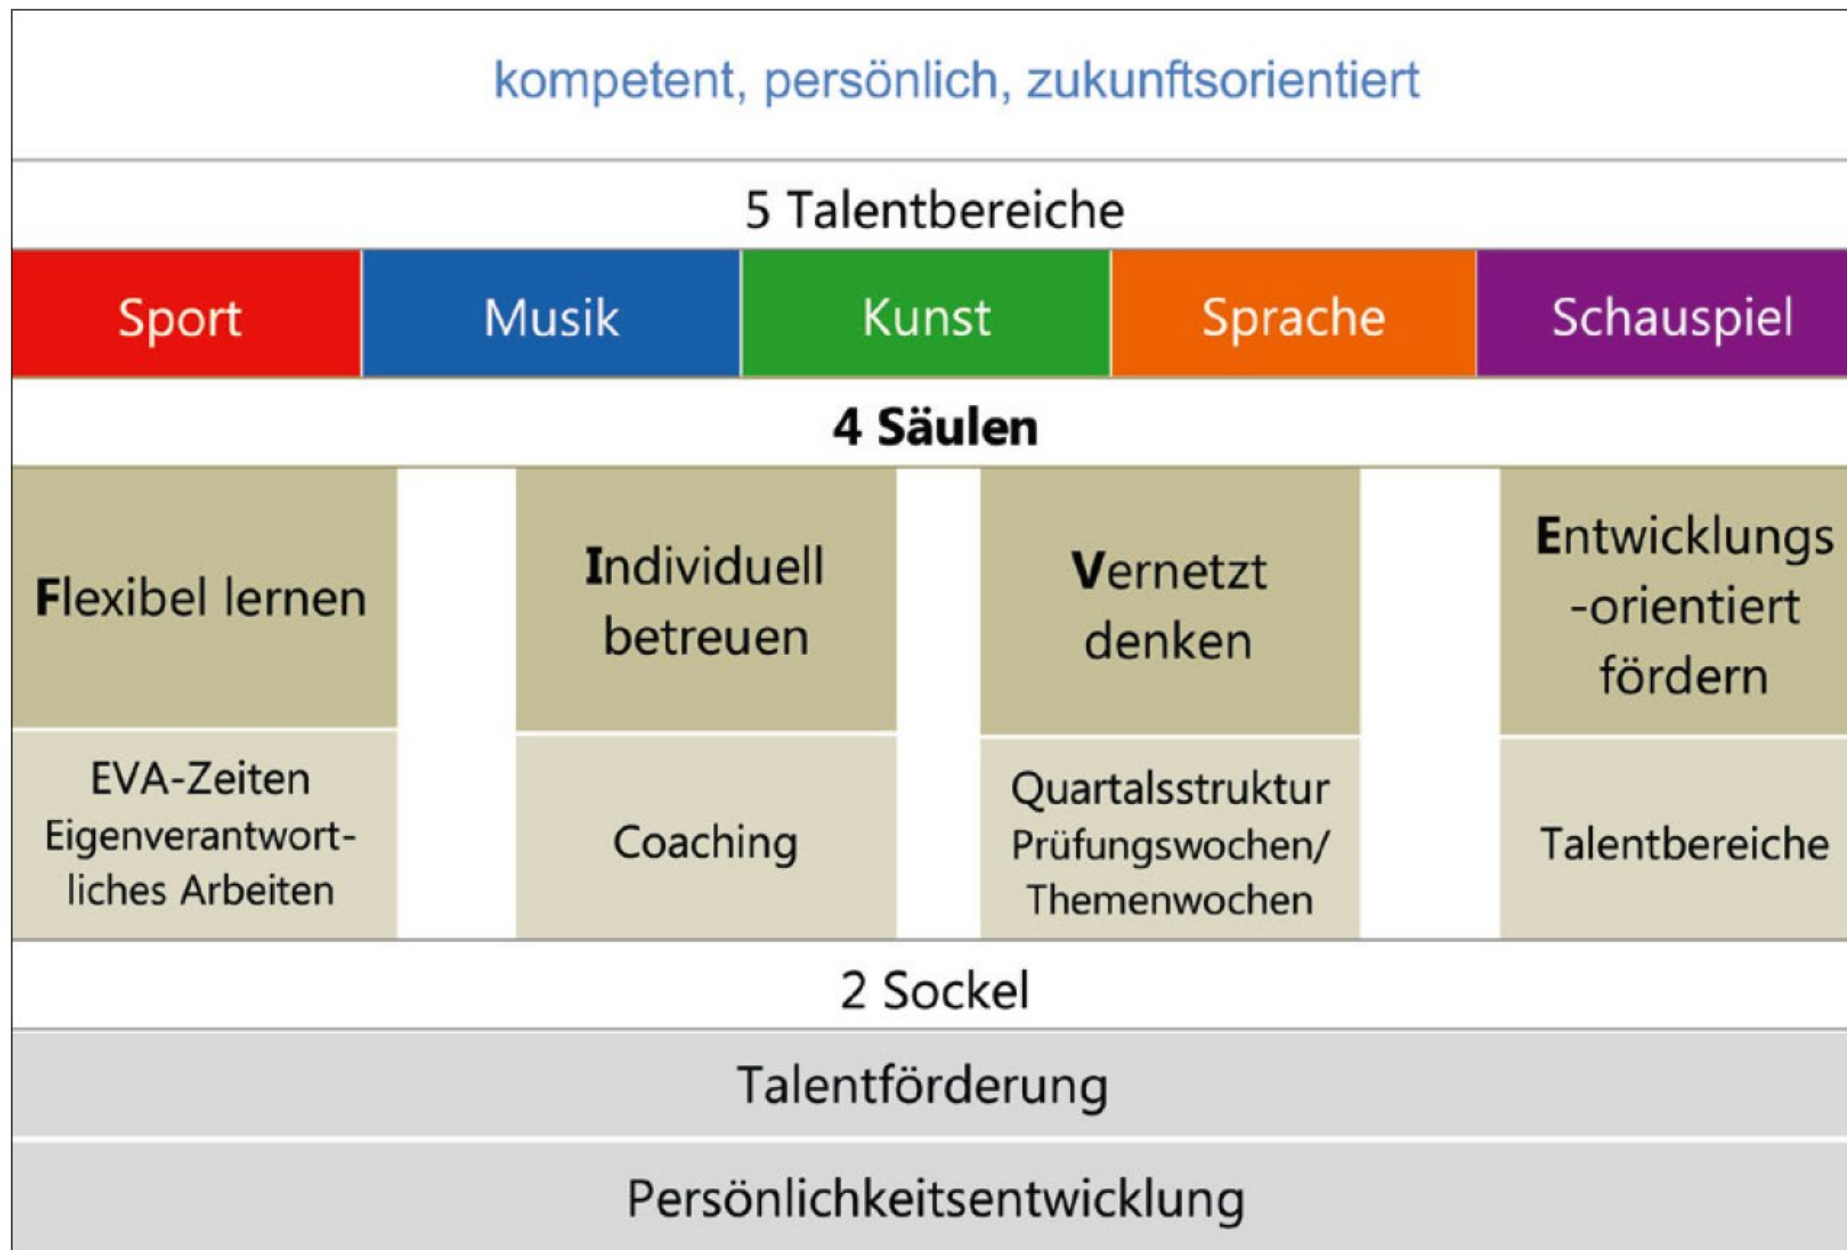 kompetent, persönlich, zukunftsorientiert
5 Talentbereiche
Sport
Musik
Kunst
Sprache
Schauspiel
4 Säulen
Flexibel lernen
EVA-Zeiten
Eigenverantwort-
liches Arbeiten
Individuell
betreuen
Coaching
Vernetzt
denken
Quartalsstruktur
Prüfungswochen/
Themenwochen
Entwicklungs
-orientiert
fördern
Talentbereiche
2 Sockel
Talentförderung
Persönlichkeitsentwicklung